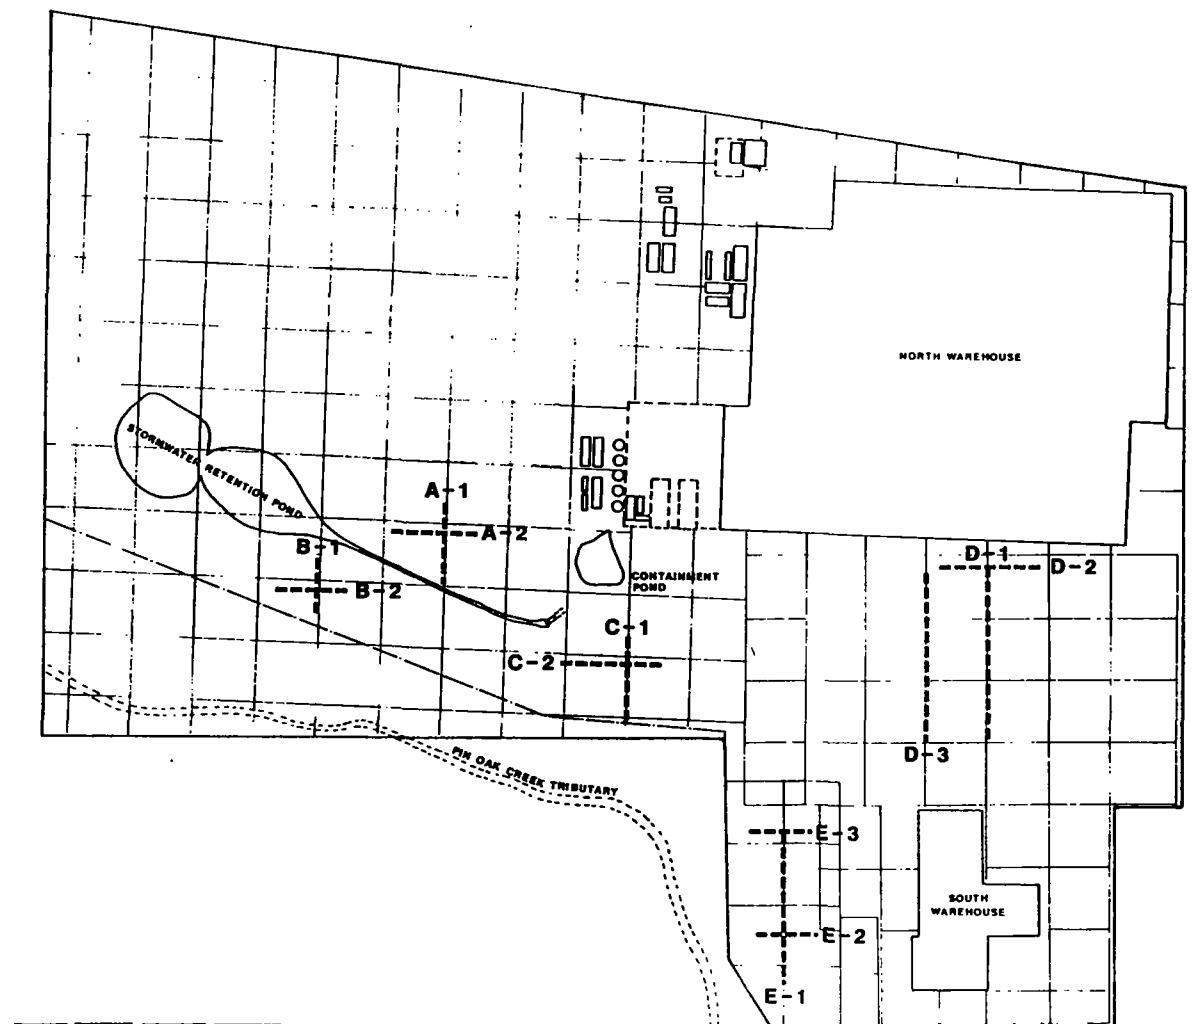 NORTH WAREHOUSE
STORMWATER RETENTION POND
A-1
A-2
B-1
B-2
CONTAINMENT
POND
C-1
C-2
D-1
D-2
D-3
PIN OAK CREEK TRIBUTARY
E-3
SOUTH
WAREHOUSE
E-2
E-1